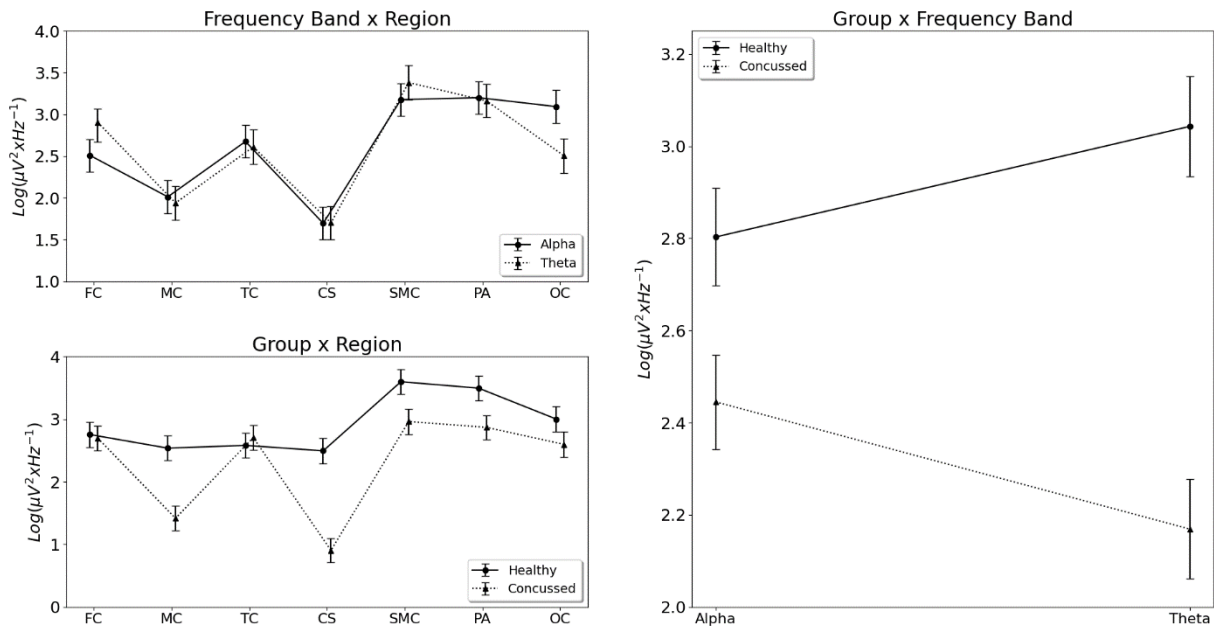 Frequency Band x Region
Log(μV²xHz⁻¹)
4.0
3.5
3.0
2.5
2.0
1.5
1.0
Alpha
Theta
FC MC TC CS SMC PA OC
Group x Region
Log(μV²xHz⁻¹)
4
3
2
1
0
Healthy
Concussed
FC MC TC CS SMC PA OC
Group x Frequency Band
Log(μV²xHz⁻¹)
Healthy
Concussed
3.2
3.0
2.8
2.6
2.4
2.2
2.0
Alpha Theta